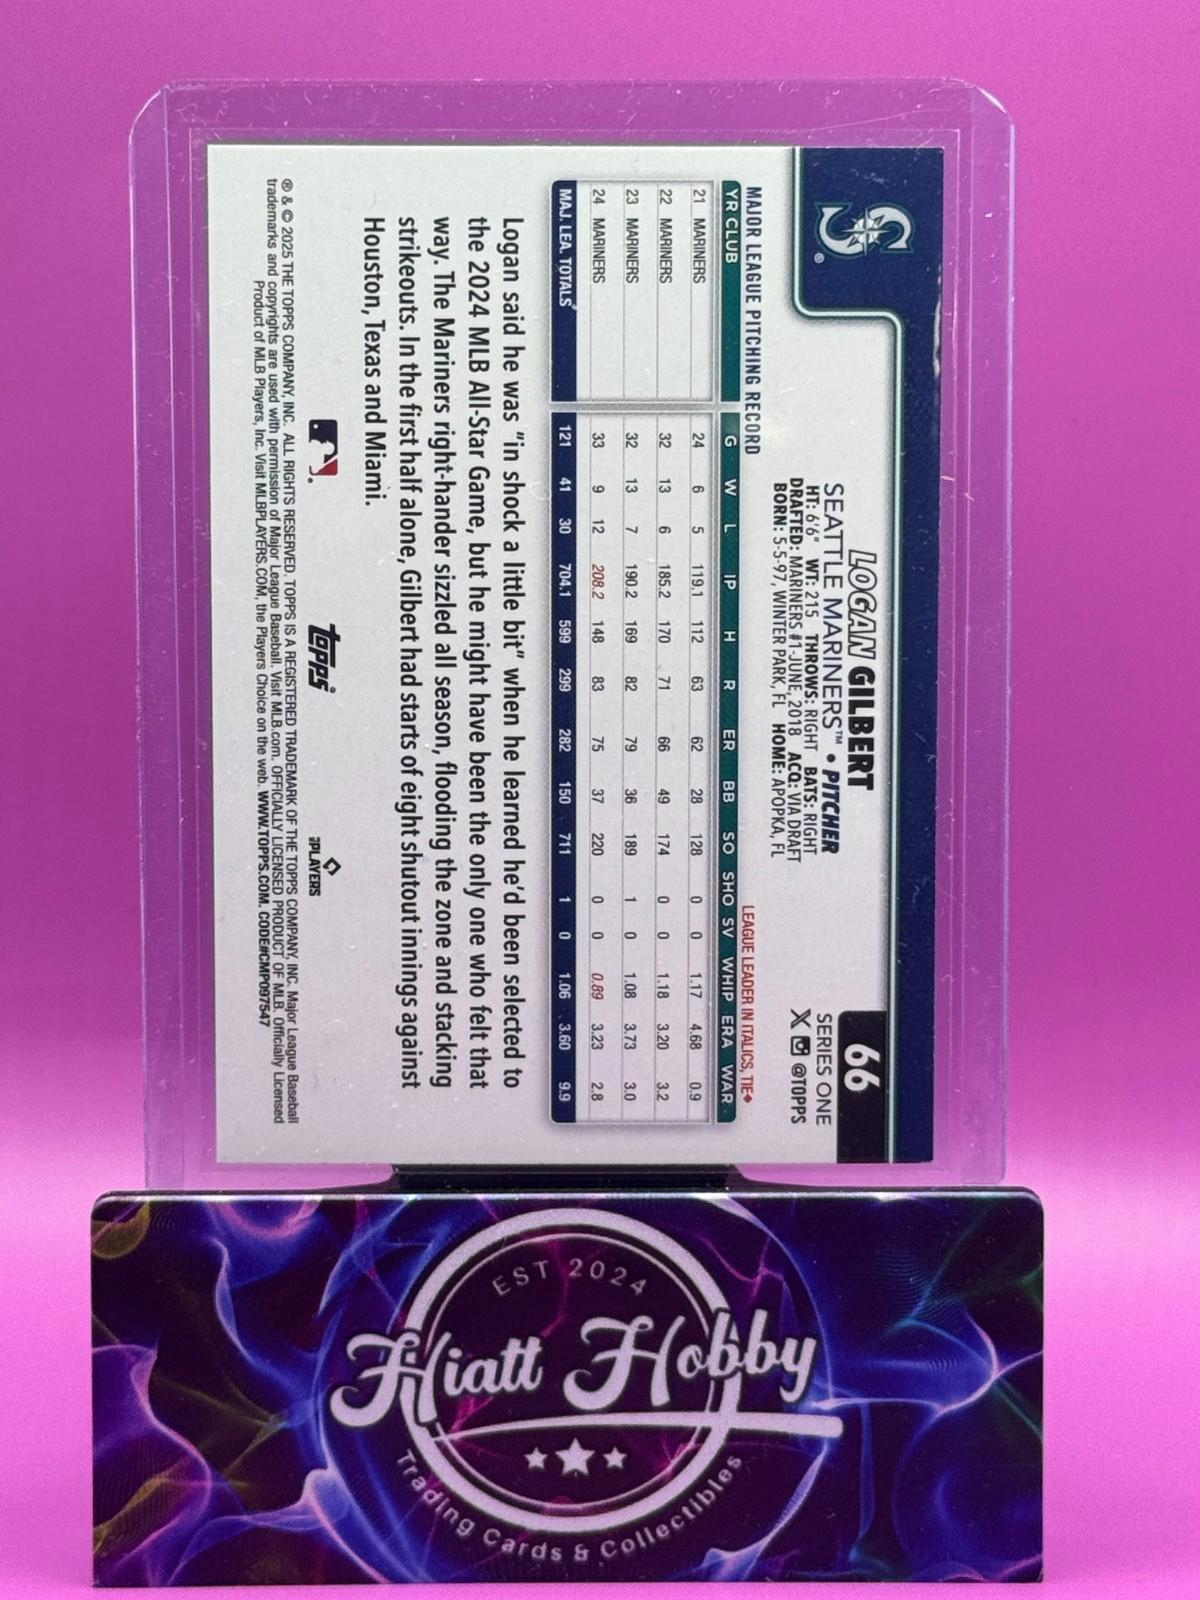 LOGAN GILBERT
SEATTLE MARINERS™ • PITCHER
HT: 6'6" WT: 215 THROWS: RIGHT BATS: RIGHT
DRAFTED: MARINERS #1-JUNE, 2018 ACQ: VIA DRAFT
BORN: 5-5-97, WINTER PARK, FL HOME: APOPKA, FL
66
SERIES ONE
X @TOPPS
S ®
MAJOR LEAGUE PITCHING RECORD
LEAGUE LEADER IN ITALICS, TIE♦
YR CLUB G W L IP H R ER BB SO SHO SV WHIP ERA WAR
21 MARINERS 24 6 5 119.1 112 63 62 28 128 0 0 1.17 4.68 0.9
22 MARINERS 32 13 6 185.2 170 71 66 49 174 0 0 1.18 3.20 3.2
23 MARINERS 32 13 7 190.2 169 82 79 36 189 1 0 1.08 3.73 3.0
24 MARINERS 33 9 12 208.2 148 83 75 37 220 0 0 0.89 3.23 2.8
MAJ. LEA. TOTALS 121 41 30 704.1 599 299 282 150 711 1 0 1.06 3.60 9.9
Logan said he was "in shock a little bit" when he learned he'd been selected to
the 2024 MLB All-Star Game, but he might have been the only one who felt that
way. The Mariners right-hander sizzled all season, flooding the zone and stacking
strikeouts. In the first half alone, Gilbert had starts of eight shutout innings against
Houston, Texas and Miami.
topps
PLAYERS
® & © 2025 THE TOPPS COMPANY, INC. ALL RIGHTS RESERVED. TOPPS IS A REGISTERED TRADEMARK OF THE TOPPS COMPANY, INC. Major League Baseball
trademarks and copyrights are used with permission of Major League Baseball. Visit MLB.com. OFFICIALLY LICENSED PRODUCT OF MLB. Officially Licensed
Product of MLB Players, Inc. Visit MLBPLAYERS.COM, the Players Choice on the web. WWW.TOPPS.COM. CODE#CMP097547
EST 2024
Hiatt Hobby
Trading Cards & Collectibles